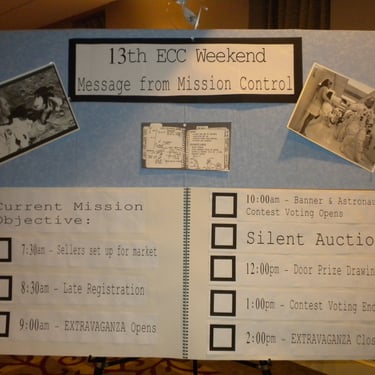 13th ECC Weekend
Message from Mission Control
Current Mission
Objective:
7:30am - Sellers set up for market
8:30am - Late Registration
9:00am - EXTRAVAGANZA Opens
10:00am - Banner & Astronau
Contest Voting Opens
Silent Auctio
12:00pm - Door Prize Drawin
1:00pm - Contest Voting End
2:00pm - EXTRAVAGANZA Clos